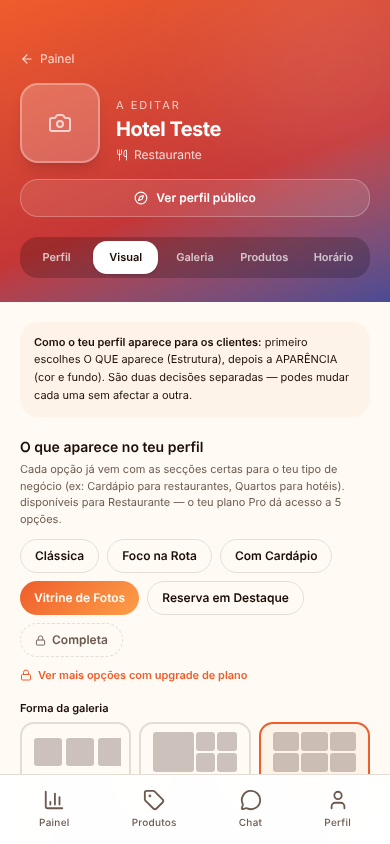 Painel
A EDITAR
Hotel Teste
Restaurante
Ver perfil público
Perfil Visual Galeria Produtos Horário
Como o teu perfil aparece para os clientes: primeiro
escolhes O QUE aparece (Estrutura), depois a APARÊNCIA
(cor e fundo). São duas decisões separadas — podes mudar
cada uma sem afectar a outra.
O que aparece no teu perfil
Cada opção já vem com as secções certas para o teu tipo de
negócio (ex: Cardápio para restaurantes, Quartos para hotéis).
disponíveis para Restaurante — o teu plano Pro dá acesso a 5
opções.
Clássica Foco na Rota Com Cardápio
Vitrine de Fotos Reserva em Destaque
Completa
Ver mais opções com upgrade de plano
Forma da galeria
Painel Produtos Chat Perfil